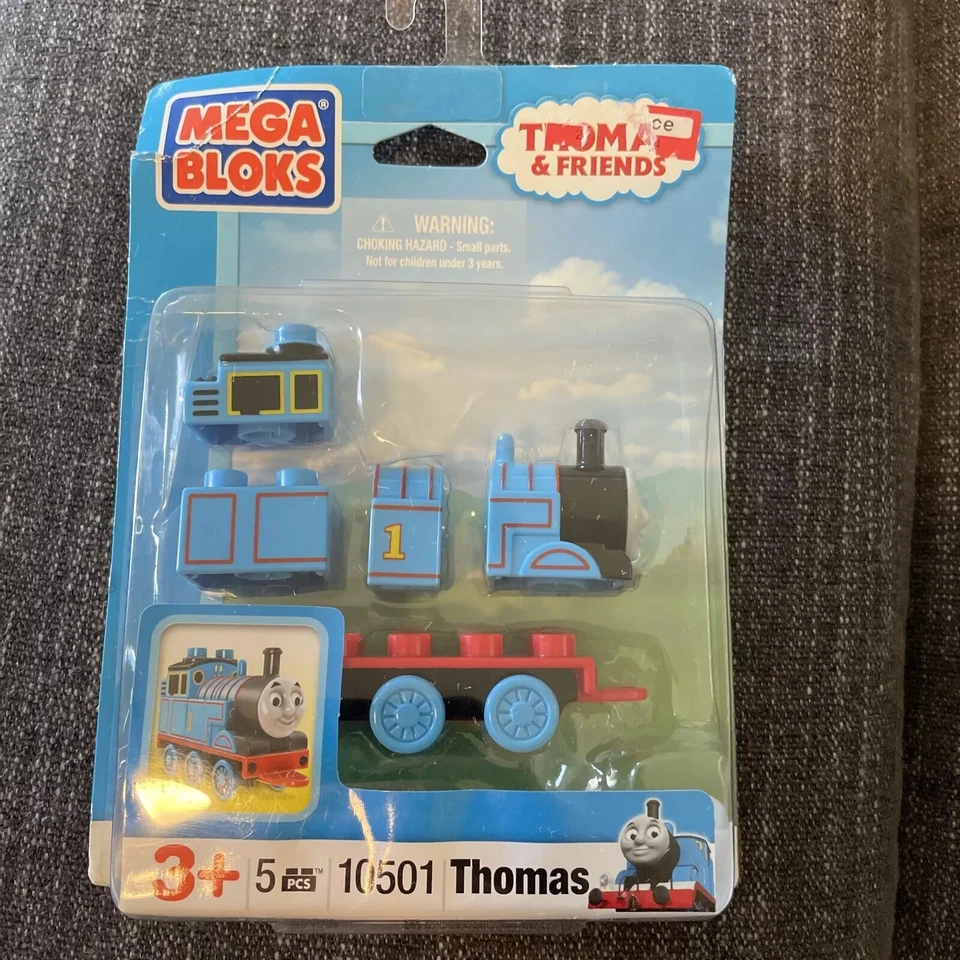 MEGA®
BLOKS
THOMA
ce
& FRIENDS
WARNING:
CHOKING HAZARD - Small parts.
Not for children under 3 years.
1
3+ 5 PCS™ 10501 Thomas